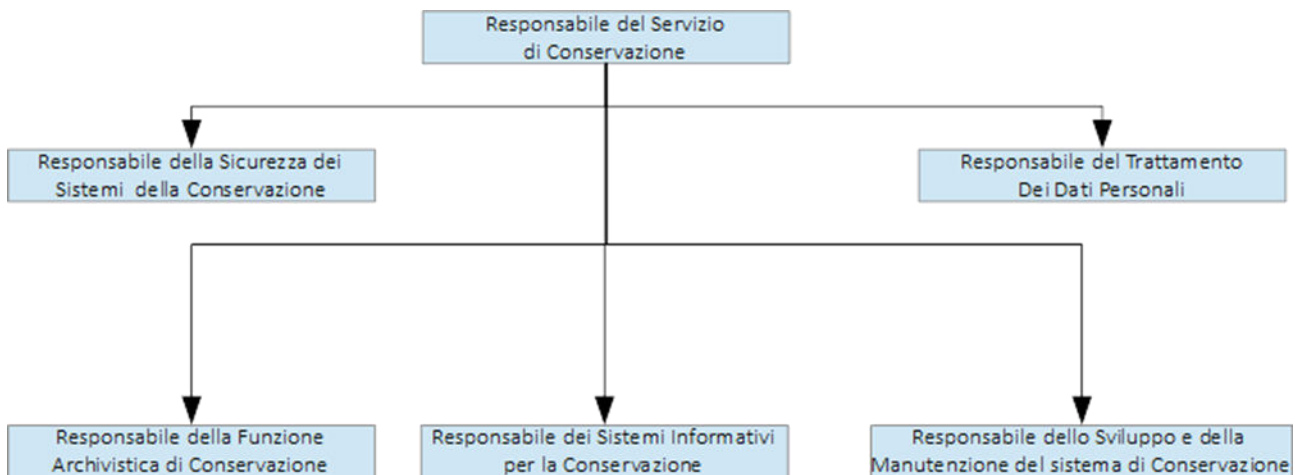 Responsabile del Servizio
di Conservazione
Responsabile della Sicurezza dei
Sistemi della Conservazione
Responsabile del Trattamento
Dei Dati Personali
Responsabile della Funzione
Archivistica di Conservazione
Responsabile dei Sistemi Informativi
per la Conservazione
Responsabile dello Sviluppo e della
Manutenzione del sistema di Conservazione